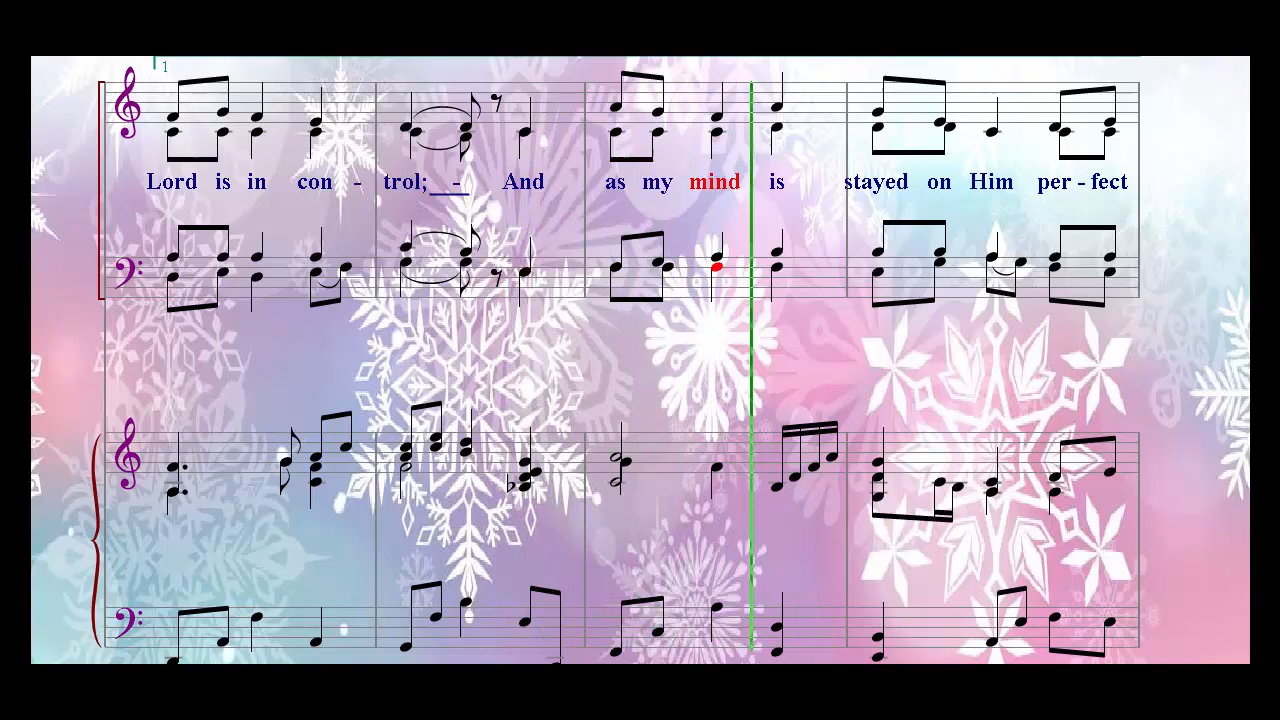 1
Lord is in con - trol;_ - And as my mind is stayed on Him per - fect